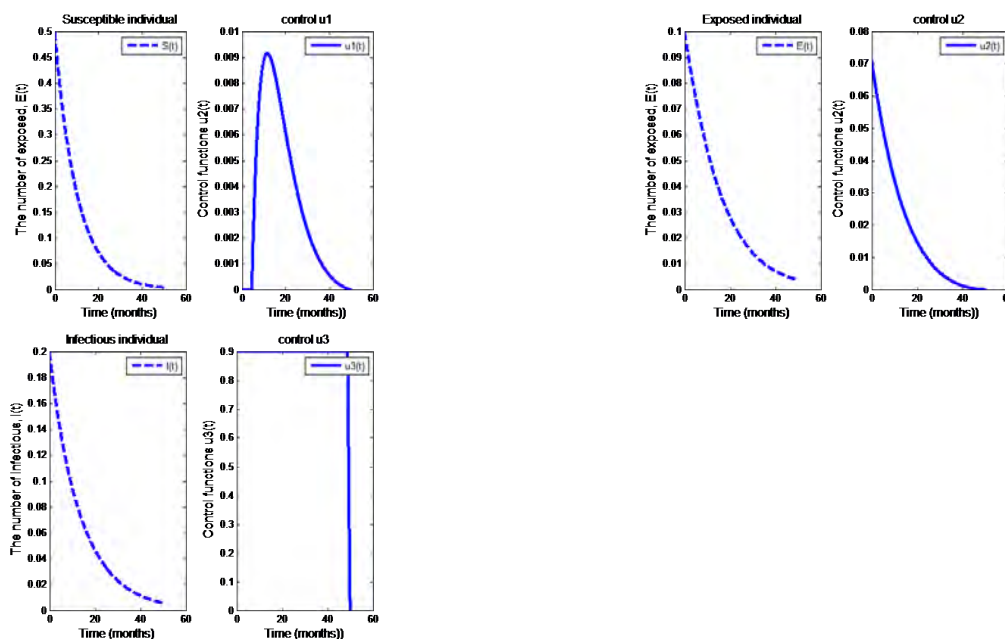 Susceptible individual
S(t)
The number of exposed, E(t)
0.5
0.45
0.4
0.35
0.3
0.25
0.2
0.15
0.1
0.5
0
0 20 40 60
Time (months)
control u1
u1(t)
Control functions u2(t)
0.01
0.009
0.008
0.007
0.006
0.005
0.004
0.003
0.002
0.001
0
0 20 40 60
Time (months))
Exposed individual
E(t)
The number of exposed, E(t)
0.1
0.09
0.08
0.07
0.06
0.05
0.04
0.03
0.02
0.01
0
0 20 40 60
Time (months)
control u2
u2(t)
Control functions u2(t)
0.08
0.07
0.06
0.05
0.04
0.03
0.02
0.01
0
0 20 40 60
Time (months))
Infectious individual
I(t)
The number of Infectious, I(t)
0.2
0.18
0.16
0.14
0.12
0.1
0.08
0.06
0.04
0.02
0
0 20 40 60
Time (months)
control u3
u3(t)
Control functions u3(t)
0.9
0.8
0.7
0.6
0.5
0.4
0.3
0.2
0.1
0
0 20 40 60
Time (months))